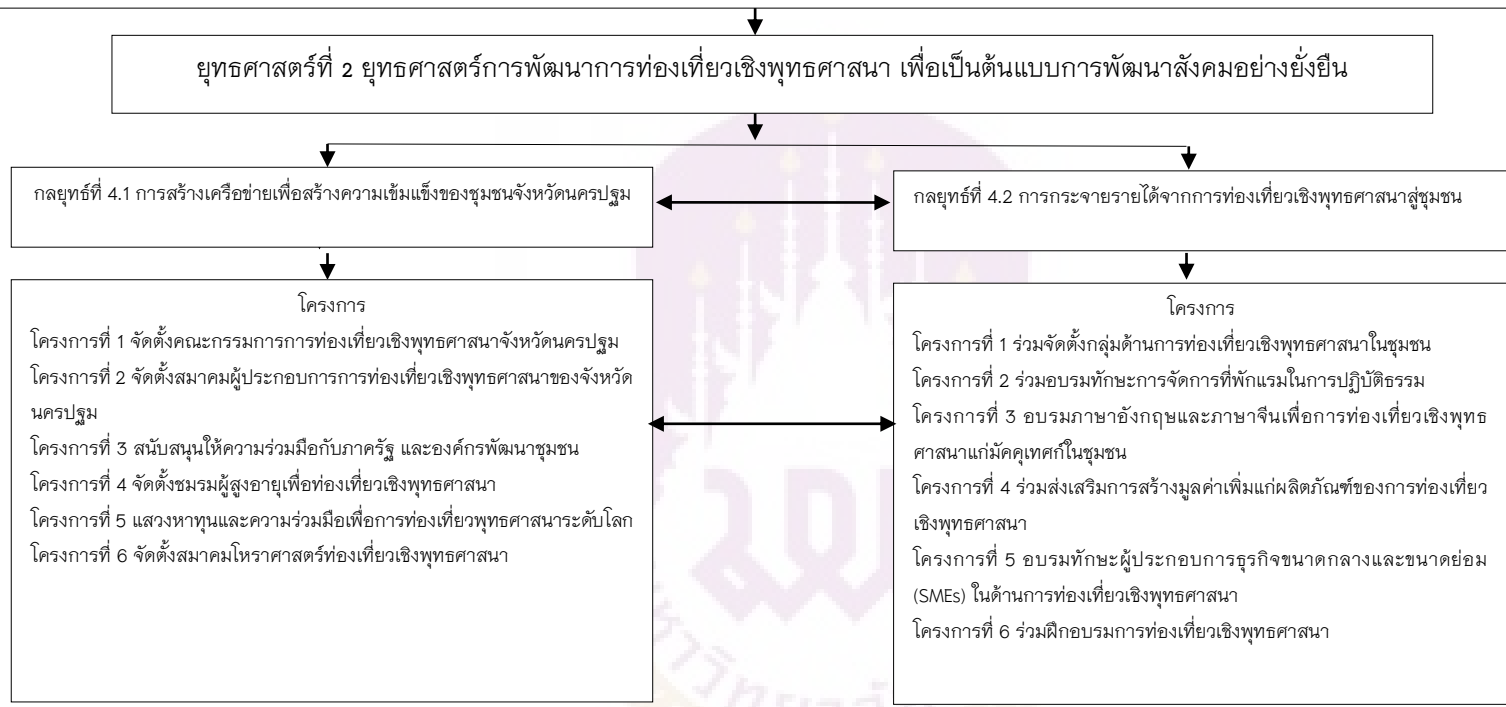 ยุทธศาสตร์ที่ 2 ยุทธศาสตร์การพัฒนาการท่องเที่ยวเชิงพุทธศาสนา เพื่อเป็นต้นแบบการพัฒนาสังคมอย่างยั่งยืน
กลยุทธ์ที่ 4.1 การสร้างเครือข่ายเพื่อสร้างความเข้มแข็งของชุมชนจังหวัดนครปฐม
กลยุทธ์ที่ 4.2 การกระจายรายได้จากการท่องเที่ยวเชิงพุทธศาสนาสู่ชุมชน
โครงการ
โครงการที่ 1 จัดตั้งคณะกรรมการการท่องเที่ยวเชิงพุทธศาสนาจังหวัดนครปฐม
โครงการที่ 2 จัดตั้งสมาคมผู้ประกอบการการท่องเที่ยวเชิงพุทธศาสนาของจังหวัด
นครปฐม
โครงการที่ 3 สนับสนุนให้ความร่วมมือกับภาครัฐ และองค์กรพัฒนาชุมชน
โครงการที่ 4 จัดตั้งชมรมผู้สูงอายุเพื่อท่องเที่ยวเชิงพุทธศาสนา
โครงการที่ 5 แสวงหาทุนและความร่วมมือเพื่อการท่องเที่ยวพุทธศาสนาระดับโลก
โครงการที่ 6 จัดตั้งสมาคมโหราศาสตร์ท่องเที่ยวเชิงพุทธศาสนา
โครงการ
โครงการที่ 1 ร่วมจัดตั้งกลุ่มด้านการท่องเที่ยวเชิงพุทธศาสนาในชุมชน
โครงการที่ 2 ร่วมอบรมทักษะการจัดการที่พักแรมในการปฏิบัติธรรม
โครงการที่ 3 อบรมภาษาอังกฤษและภาษาจีนเพื่อการท่องเที่ยวเชิงพุทธ
ศาสนาแก่มัคคุเทศก์ในชุมชน
โครงการที่ 4 ร่วมส่งเสริมการสร้างมูลค่าเพิ่มแก่ผลิตภัณฑ์ของการท่องเที่ยว
เชิงพุทธศาสนา
โครงการที่ 5 อบรมทักษะผู้ประกอบการธุรกิจขนาดกลางและขนาดย่อม
(SMEs) ในด้านการท่องเที่ยวเชิงพุทธศาสนา
โครงการที่ 6 ร่วมฝึกอบรมการท่องเที่ยวเชิงพุทธศาสนา